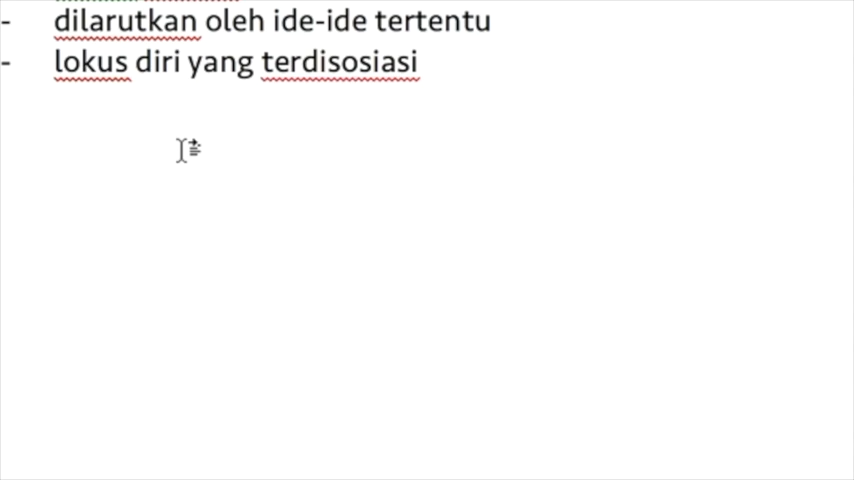 - dilarutkan oleh ide-ide tertentu
- lokus diri yang terdisosiasi